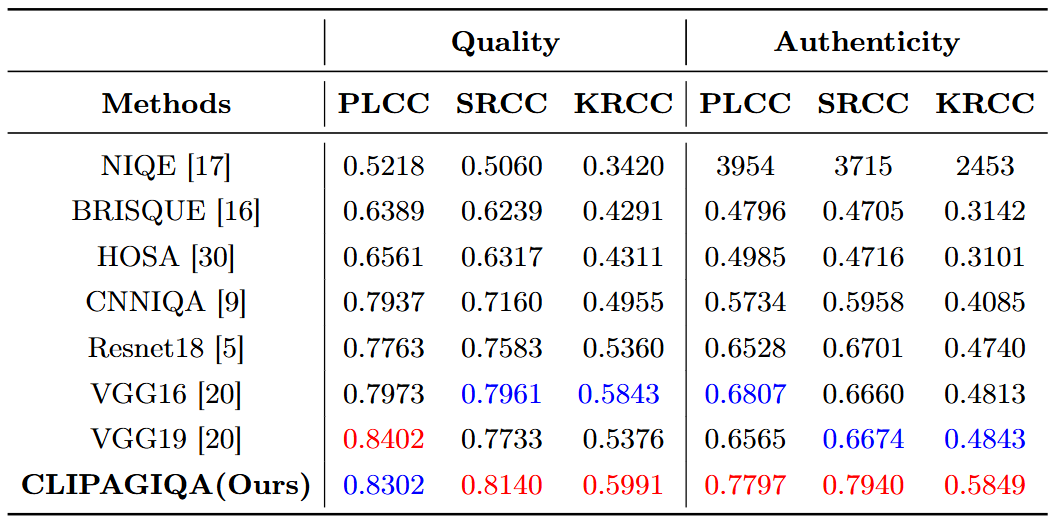 Quality Authenticity
Methods PLCC SRCC KRCC PLCC SRCC KRCC
NIQE [17] 0.5218 0.5060 0.3420 3954 3715 2453
BRISQUE [16] 0.6389 0.6239 0.4291 0.4796 0.4705 0.3142
HOSA [30] 0.6561 0.6317 0.4311 0.4985 0.4716 0.3101
CNNIQA [9] 0.7937 0.7160 0.4955 0.5734 0.5958 0.4085
Resnet18 [5] 0.7763 0.7583 0.5360 0.6528 0.6701 0.4740
VGG16 [20] 0.7973 0.7961 0.5843 0.6807 0.6660 0.4813
VGG19 [20] 0.8402 0.7733 0.5376 0.6565 0.6674 0.4843
CLIPAGIQA(Ours) 0.8302 0.8140 0.5991 0.7797 0.7940 0.5849